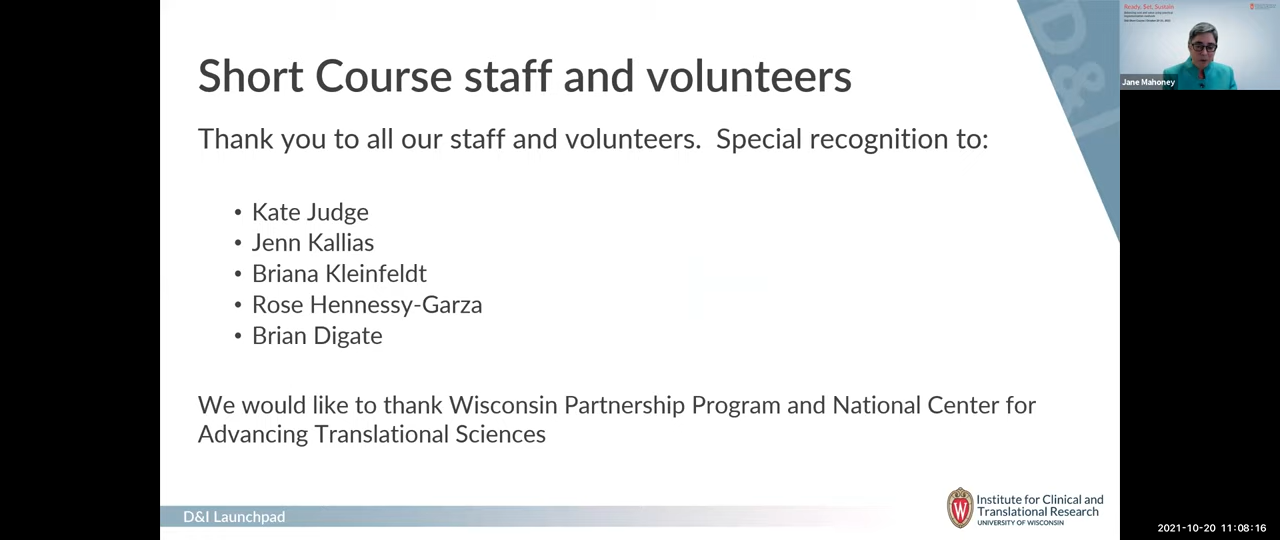 Short Course staff and volunteers
Thank you to all our staff and volunteers. Special recognition to:
• Kate Judge
• Jenn Kallias
• Briana Kleinfeldt
• Rose Hennessy-Garza
• Brian Digate
We would like to thank Wisconsin Partnership Program and National Center for
Advancing Translational Sciences
D&I Launchpad
W
Institute for Clinical and
Translational Research
UNIVERSITY OF WISCONSIN
D&I
Ready, Set, Sustain
Jane Mahoney
2021-10-20 11:08:16